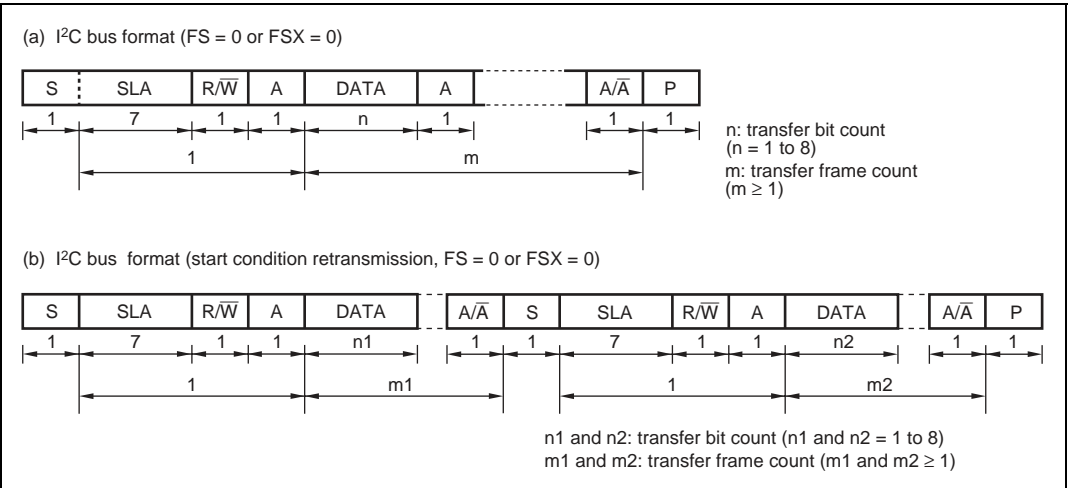 (a) I²C bus format (FS = 0 or FSX = 0)
S SLA R/W̅ A DATA A A/A̅ P
1 7 1 1 n 1 1 1
1 m
n: transfer bit count
(n = 1 to 8)
m: transfer frame count
(m ≥ 1)
(b) I²C bus format (start condition retransmission, FS = 0 or FSX = 0)
S SLA R/W̅ A DATA A/A̅ S SLA R/W̅ A DATA A/A̅ P
1 7 1 1 n1 1 1 7 1 1 n2 1 1
1 m1 1 m2
n1 and n2: transfer bit count (n1 and n2 = 1 to 8)
m1 and m2: transfer frame count (m1 and m2 ≥ 1)